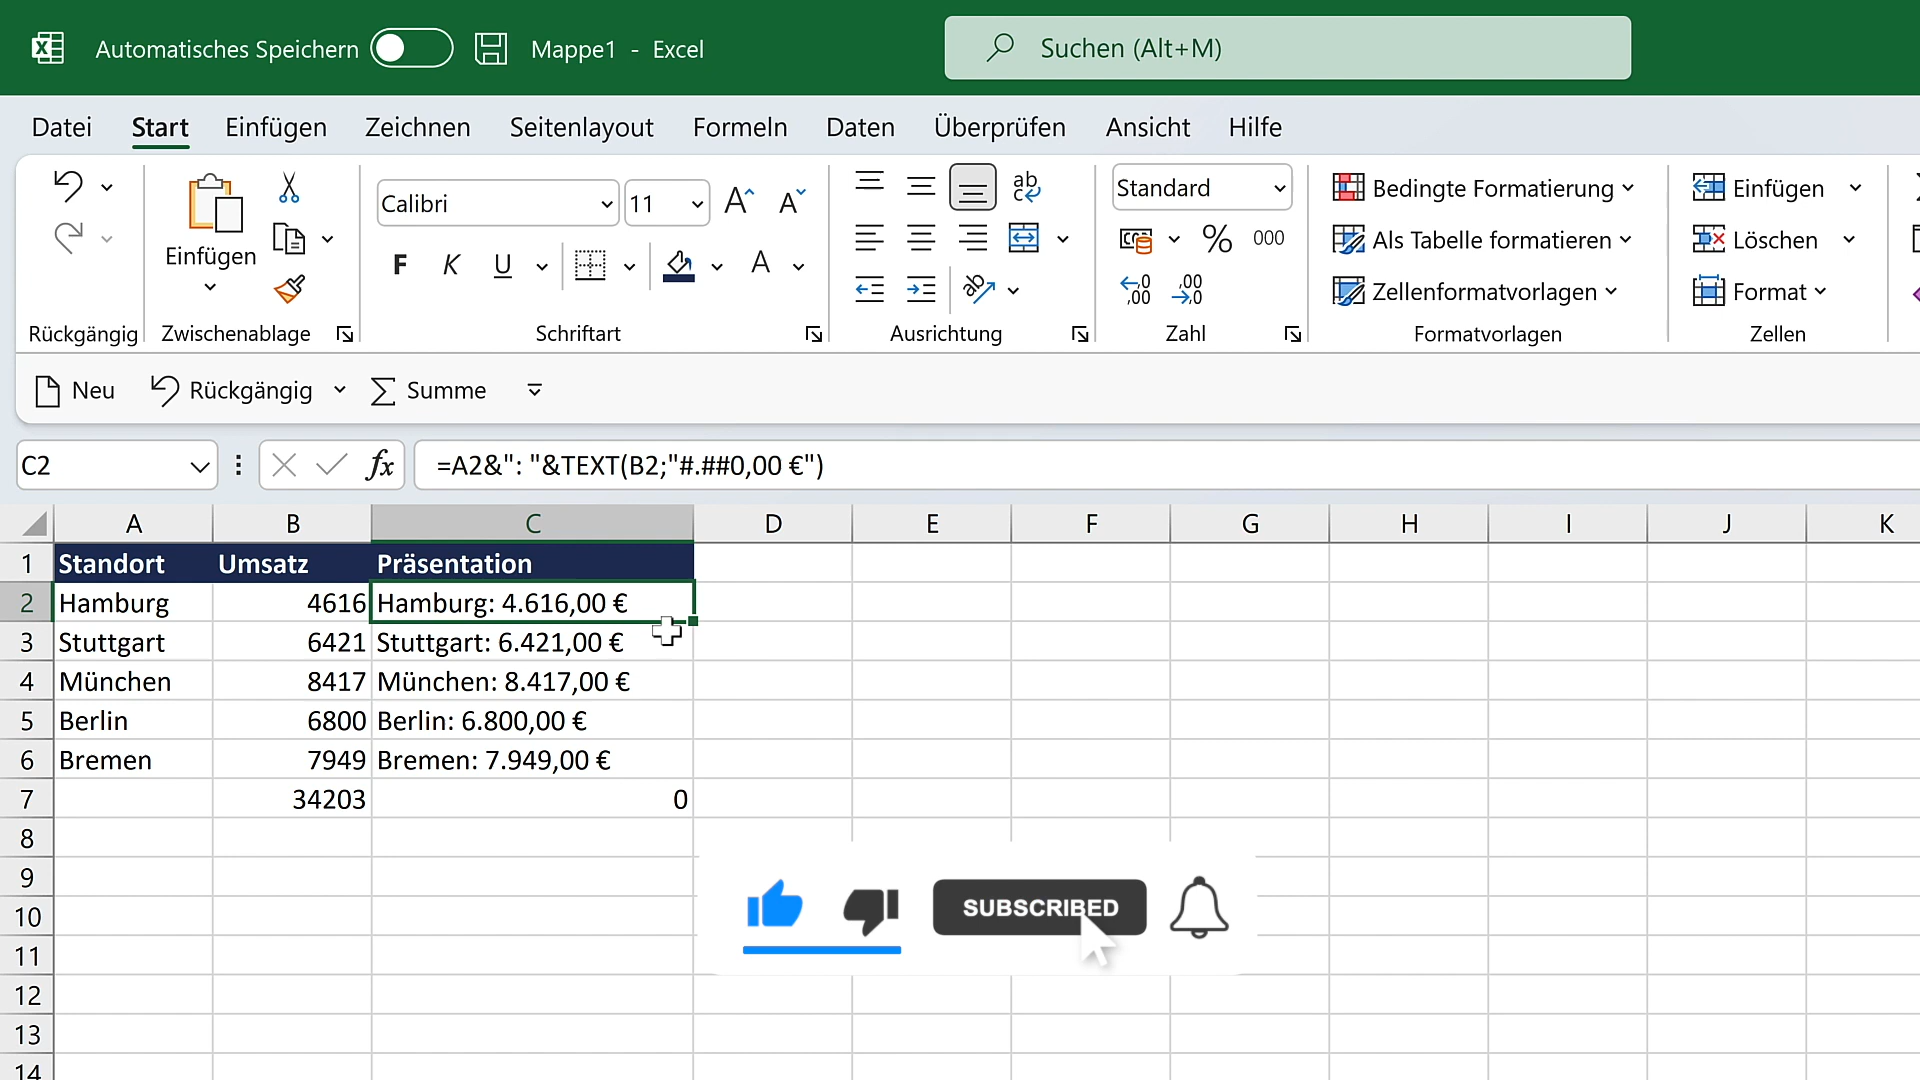 Automatisches Speichern Mappe1 - Excel Suchen (Alt+M)
Datei Start Einfügen Zeichnen Seitenlayout Formeln Daten Überprüfen Ansicht Hilfe
Calibri 11 ab c Standard Bedingte Formatierung Einfügen
Einfügen F K U A % 000 Als Tabelle formatieren Löschen
Zellenformatvorlagen Format
Rückgängig Zwischenablage Schriftart Ausrichtung Zahl Formatvorlagen Zellen
Neu Rückgängig Summe
C2 fx =A2&": "&TEXT(B2;"#.##0,00 €")
A B C D E F G H I J K
1 Standort Umsatz Präsentation
2 Hamburg 4616 Hamburg: 4.616,00 €
3 Stuttgart 6421 Stuttgart: 6.421,00 €
4 München 8417 München: 8.417,00 €
5 Berlin 6800 Berlin: 6.800,00 €
6 Bremen 7949 Bremen: 7.949,00 €
7 34203 0
8
9
10 SUBSCRIBED
11
12
13
14